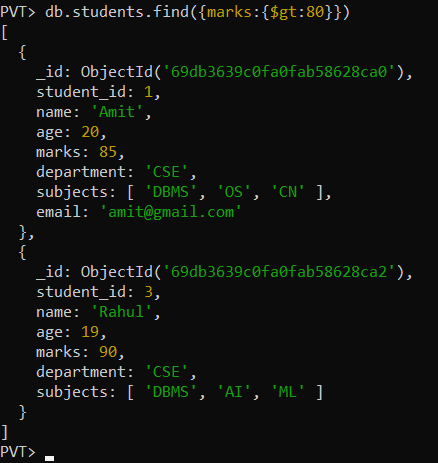 PVT> db.students.find({marks:{$gt:80}})
[
  {
    _id: ObjectId('69db3639c0fa0fab58628ca0'),
    student_id: 1,
    name: 'Amit',
    age: 20,
    marks: 85,
    department: 'CSE',
    subjects: [ 'DBMS', 'OS', 'CN' ],
    email: 'amit@gmail.com'
  },
  {
    _id: ObjectId('69db3639c0fa0fab58628ca2'),
    student_id: 3,
    name: 'Rahul',
    age: 19,
    marks: 90,
    department: 'CSE',
    subjects: [ 'DBMS', 'AI', 'ML' ]
  }
]
PVT>